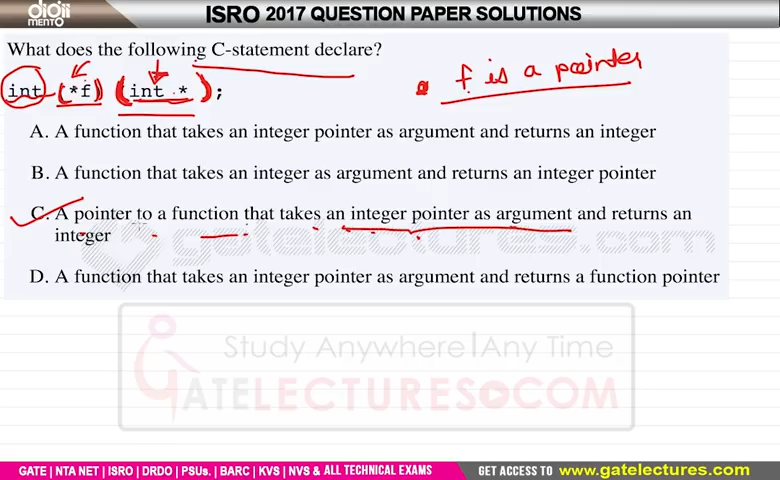 digii
MENTO
ISRO 2017 QUESTION PAPER SOLUTIONS
What does the following C-statement declare?
f is a pointer
int (*f) (int *) ;
A. A function that takes an integer pointer as argument and returns an integer
B. A function that takes an integer as argument and returns an integer pointer
C. A pointer to a function that takes an integer pointer as argument and returns an
integer
gatelectures.com
D. A function that takes an integer pointer as argument and returns a function pointer
Study Anywhere|Any Time
GATELECTURES.COM
GATE | NTA NET | ISRO | DRDO | PSUs. | BARC | KVS | NVS & ALL TECHNICAL EXAMS GET ACCESS TO www.gatelectures.com